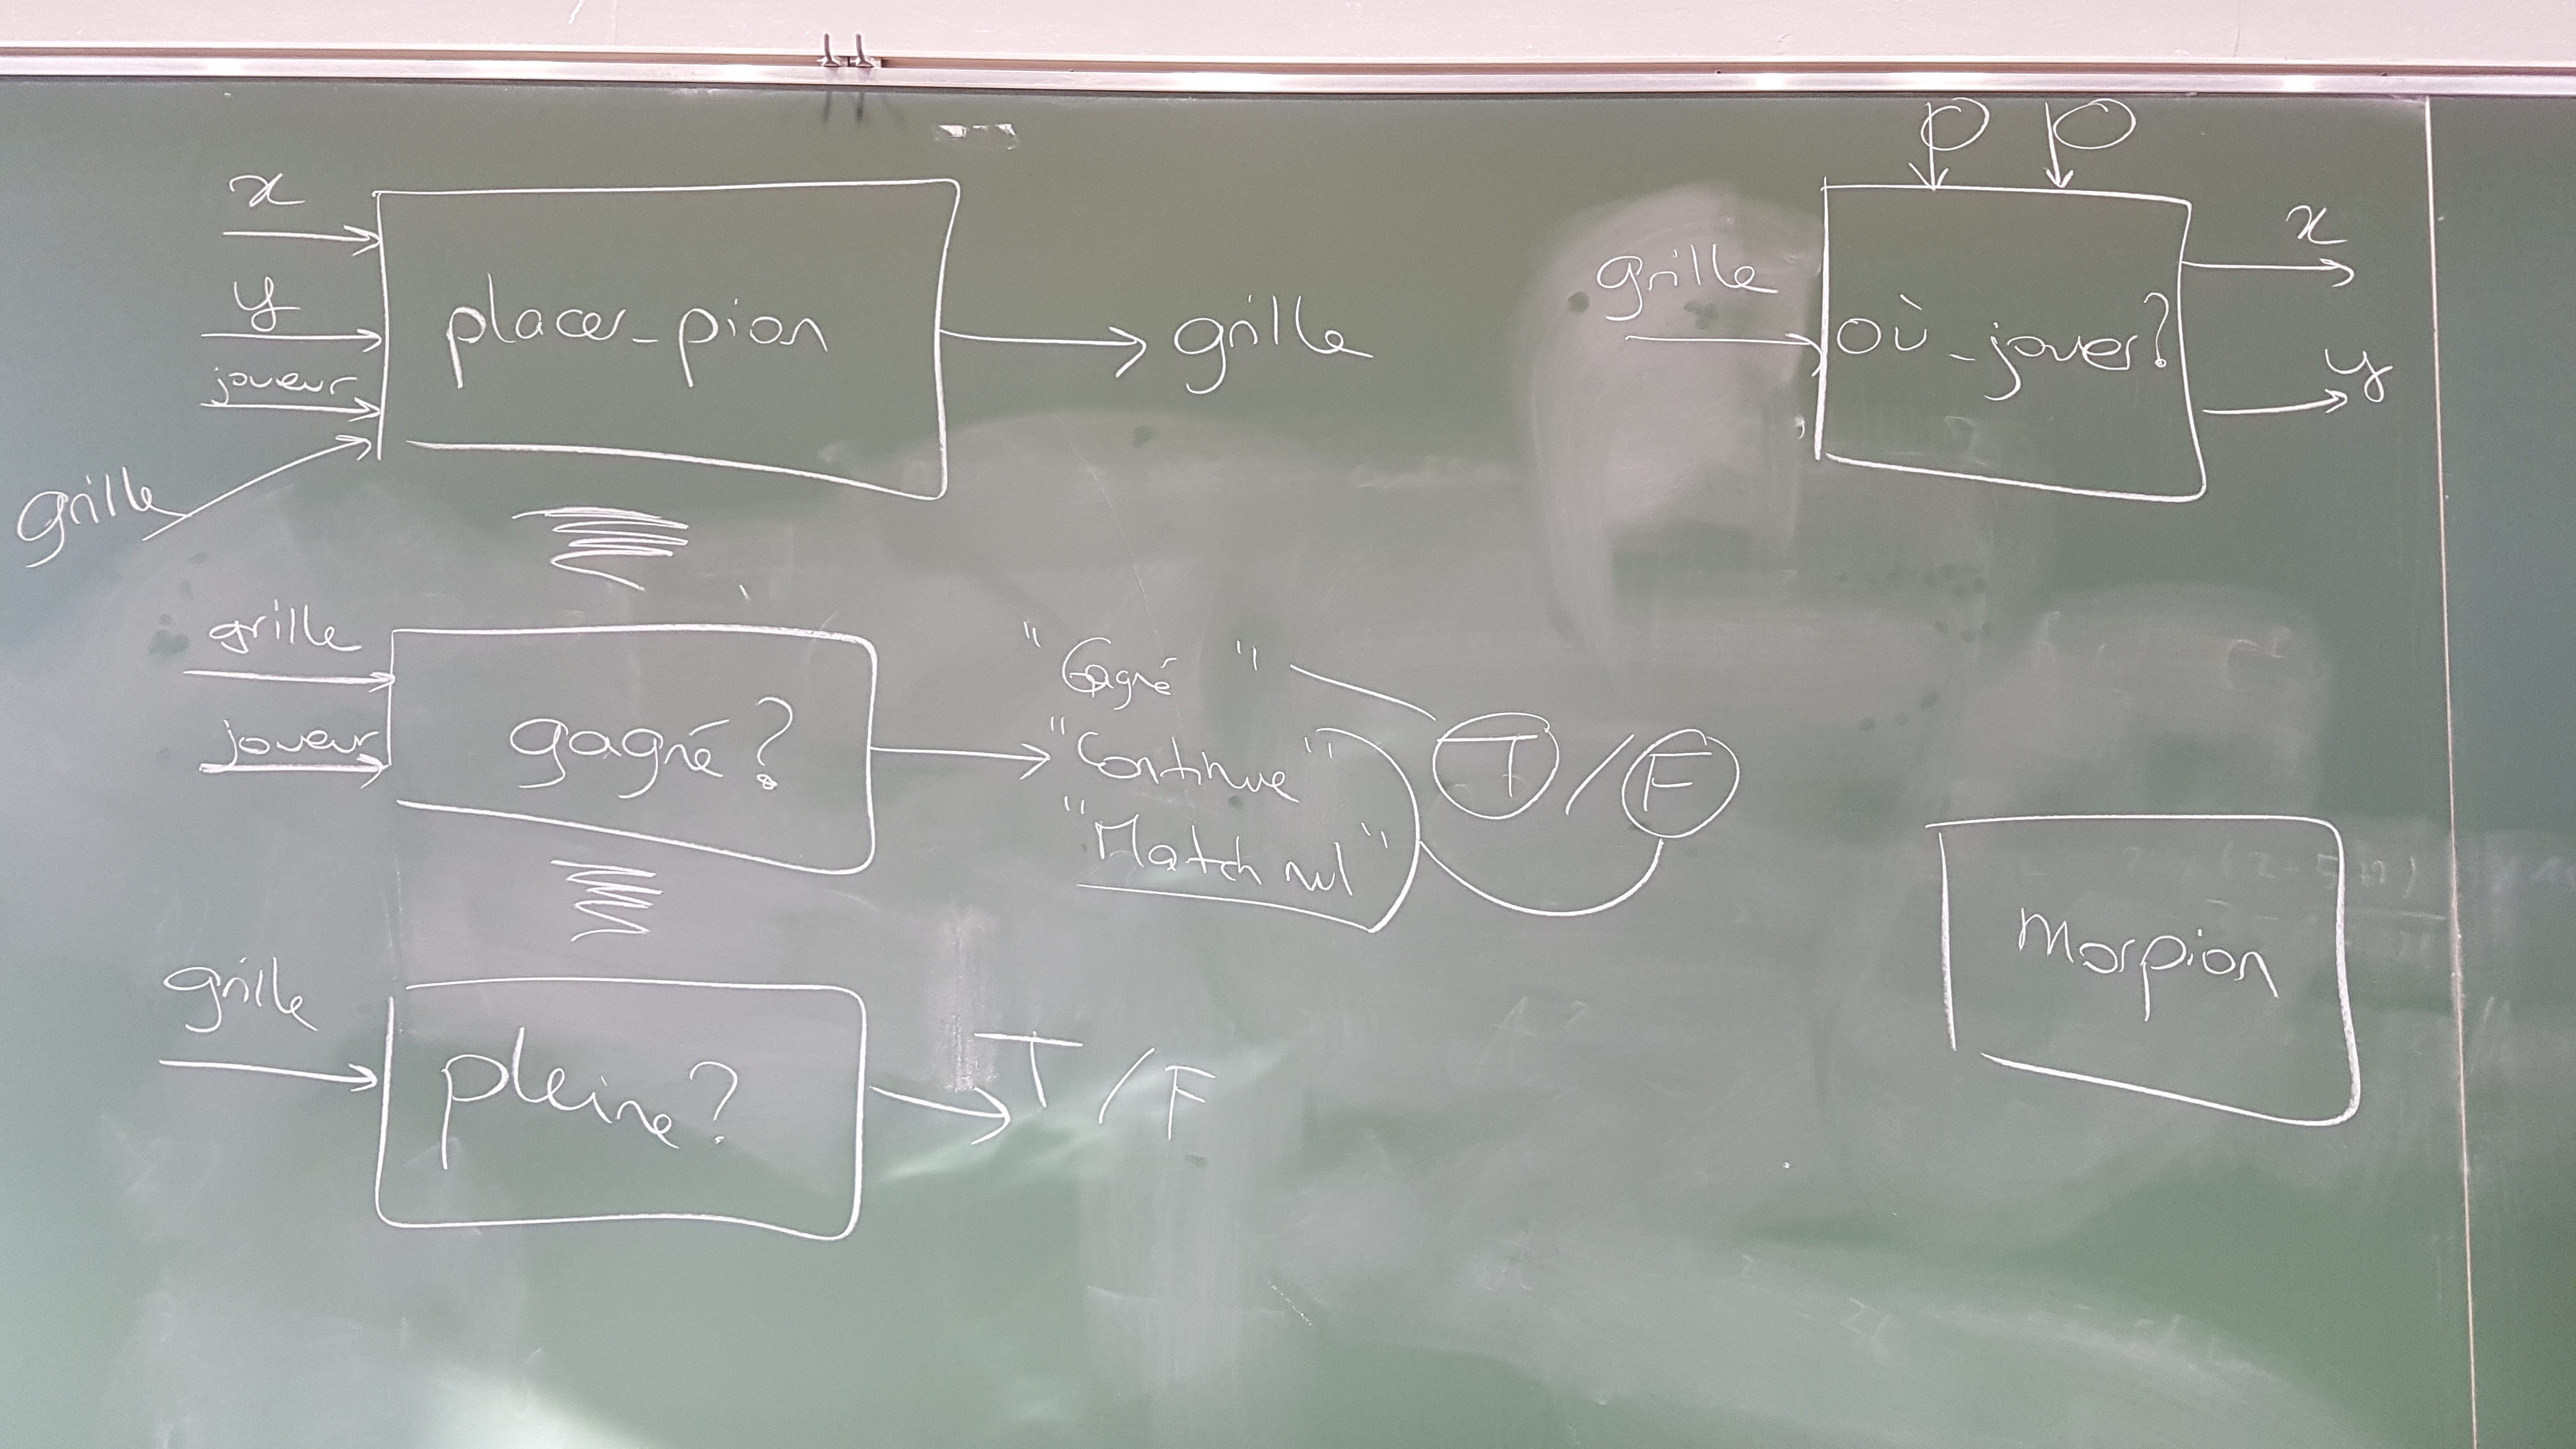 x
y
joueur
grille
placer_pion
grille
grille
où_jouer?
x
y
grille
joueur
gagné?
"Gagné"
"Continue"
"Match nul"
T / F
grille
pleine?
T / F
morpion